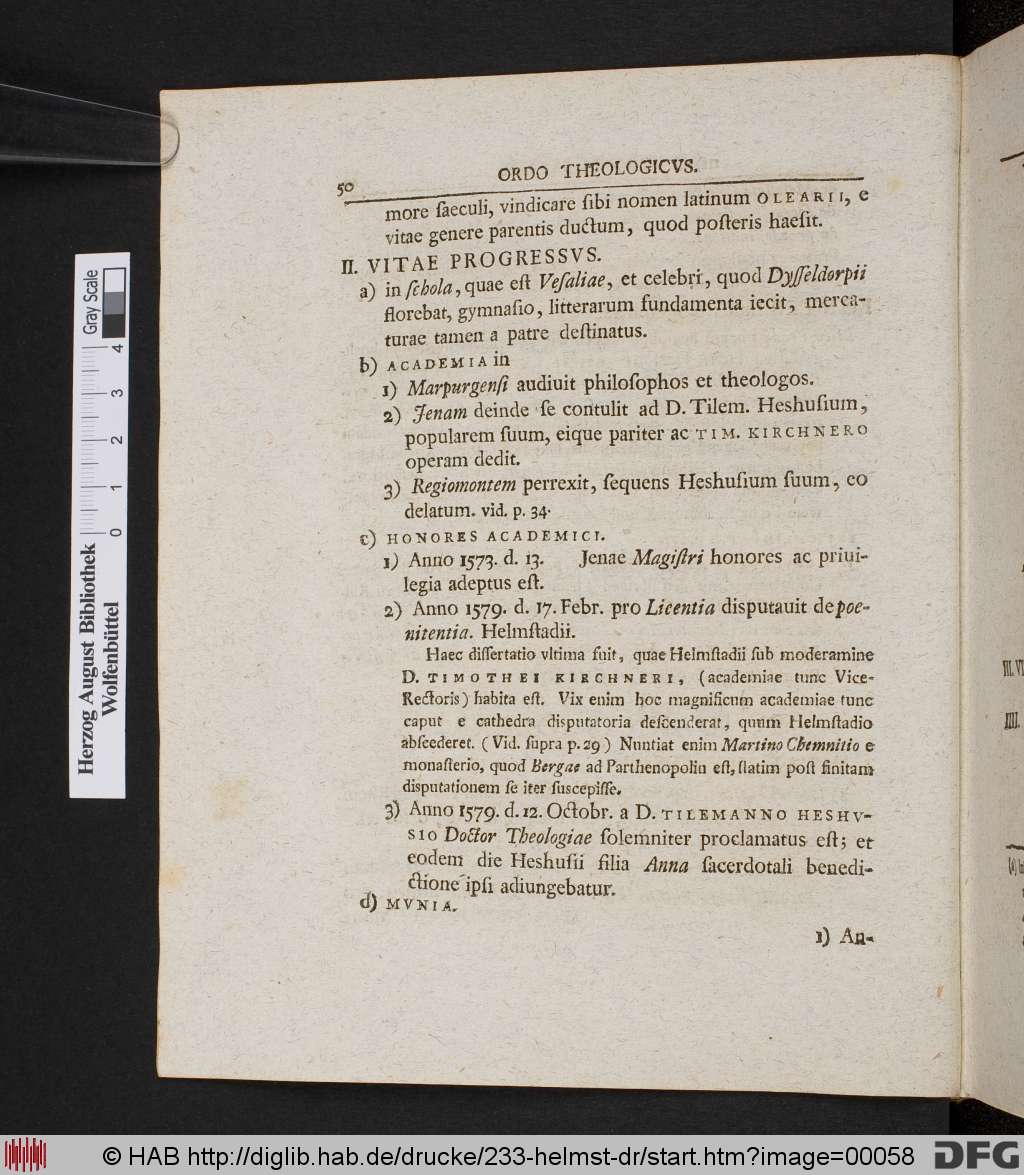 50
ORDO THEOLOGICVS.
more ſaeculi, vindicare ſibi nomen latinum OLEARII, e
vitae genere parentis ductum, quod poſteris haeſit.
II. VITAE PROGRESSVS.
a) in ſchola, quae eſt Veſaliae, et celebri, quod Dyſſeldorpii
florebat, gymnaſio, litterarum fundamenta iecit, merca-
turae tamen a patre deſtinatus.
b) ACADEMIA in
1) Marpurgenſi audiuit philoſophos et theologos.
2) Jenam deinde ſe contulit ad D. Tilem. Heshuſium,
popularem ſuum, eique pariter ac TIM. KIRCHNERO
operam dedit.
3) Regiomontem perrexit, ſequens Heshuſium ſuum, eo
delatum. vid. p. 34.
c) HONORES ACADEMICI.
1) Anno 1573. d. 13. Jenae Magiſtri honores ac priui-
legia adeptus eſt.
2) Anno 1579. d. 17. Febr. pro Licentia disputauit de poe-
nitentia. Helmſtadii.
Haec diſſertatio vltima fuit, quae Helmſtadii ſub moderamine
D. TIMOTHEI KIRCHNERI, (academiae tunc Vice-
Rectoris) habita eſt. Vix enim hoc magnificum academiae tunc
caput e cathedra disputatoria deſcenderat, quum Helmſtadio
abſcederet. (Vid. ſupra p. 29) Nuntiat enim Martino Chemnitio e
monaſterio, quod Bergae ad Parthenopolin eſt, ſtatim poſt finitam
disputationem ſe iter ſuscepiſſe.
3) Anno 1579. d. 12. Octobr. a D. TILEMANNO HESHV-
SIO Doctor Theologiae ſolemniter proclamatus eſt; et
eodem die Heshuſii filia Anna ſacerdotali benedi-
ctione ipſi adiungebatur.
d) MVNIA.
1) An-
Herzog August Bibliothek
Wolfenbüttel
Gray Scale
0 1 2 3 4
III. VI
IIII.
© HAB http://diglib.hab.de/drucke/233-helmst-dr/start.htm?image=00058
DFG